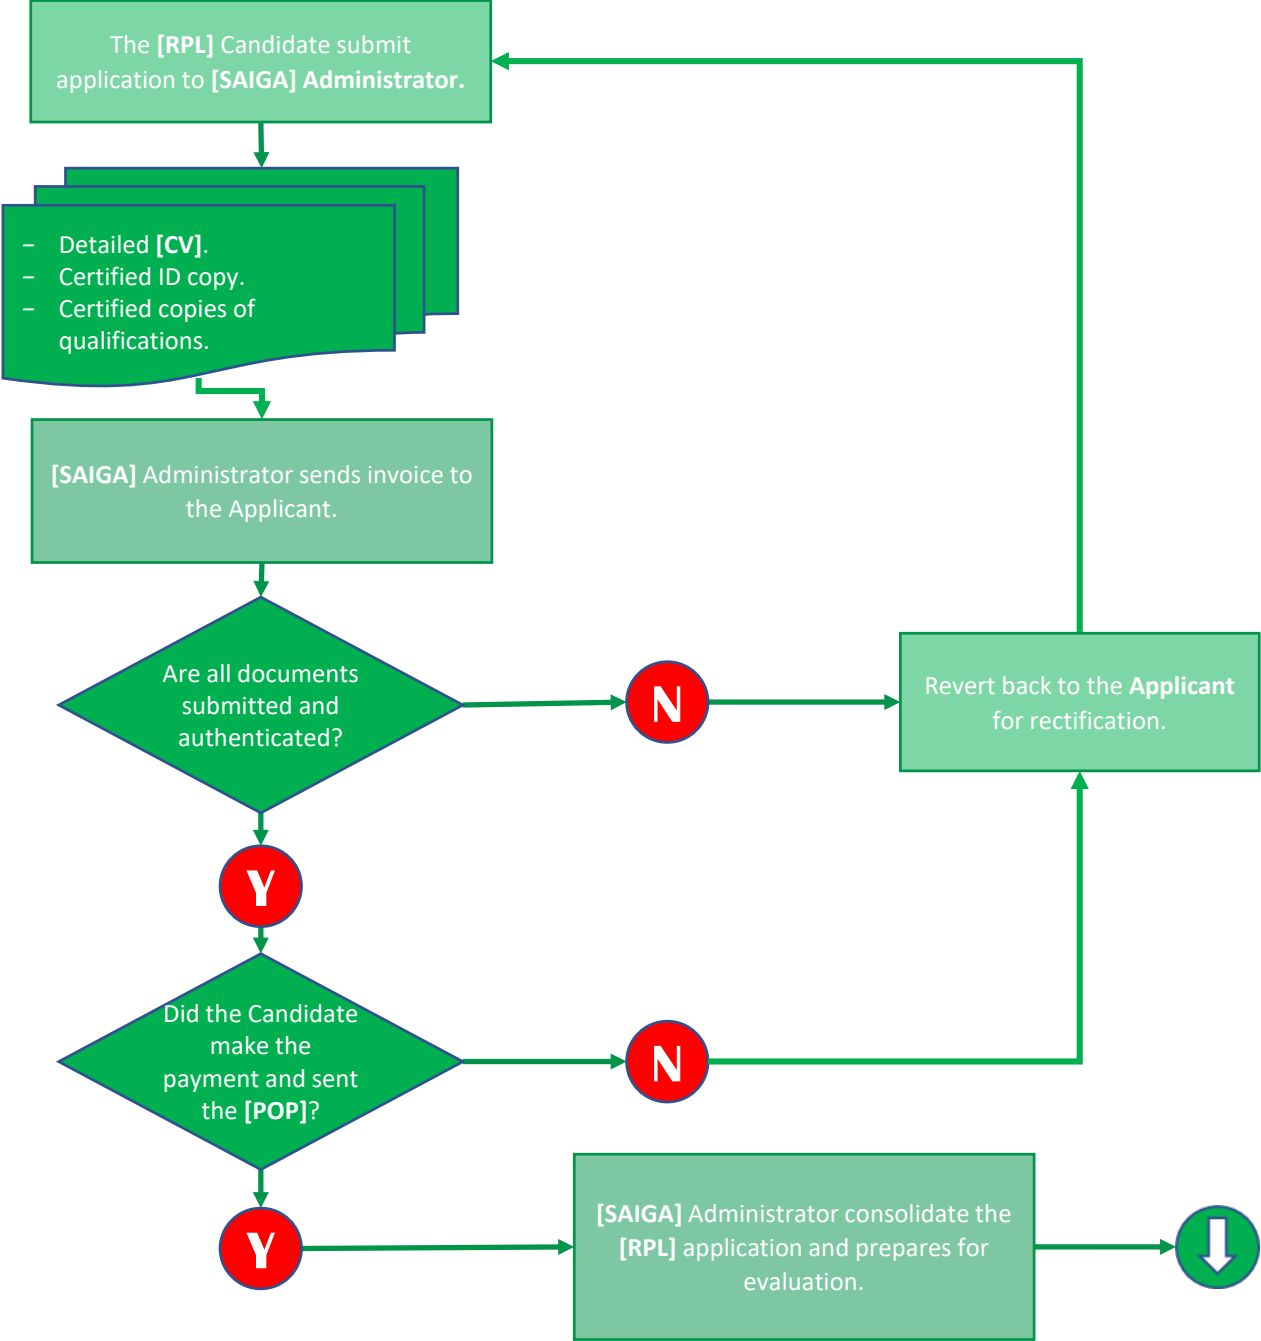 The [RPL] Candidate submit
application to [SAIGA] Administrator.
– Detailed [CV].
– Certified ID copy.
– Certified copies of
qualifications.
[SAIGA] Administrator sends invoice to
the Applicant.
Are all documents
submitted and
authenticated?
N
Revert back to the Applicant
for rectification.
Y
Did the Candidate
make the
payment and sent
the [POP]?
N
Y
[SAIGA] Administrator consolidate the
[RPL] application and prepares for
evaluation.